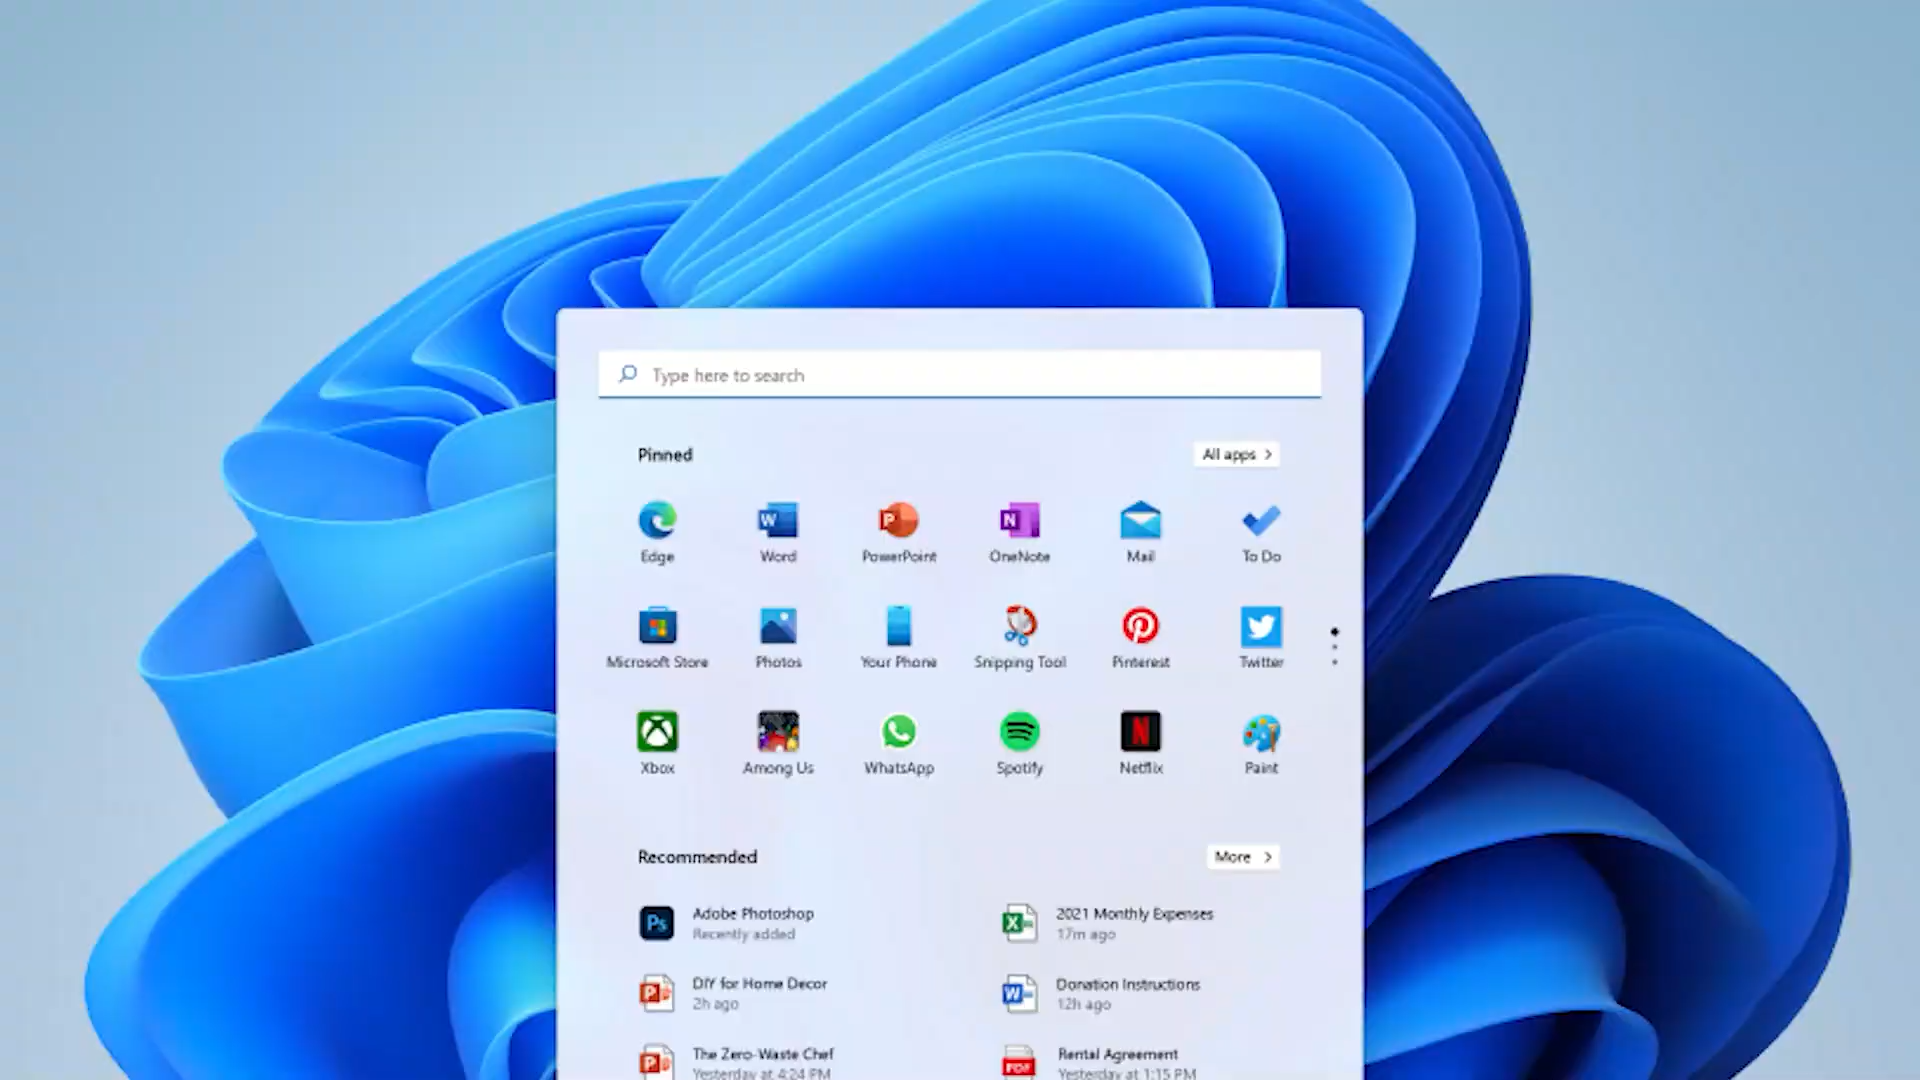 Type here to search
Pinned
All apps
Edge
Word
PowerPoint
OneNote
Mail
To Do
Microsoft Store
Photos
Your Phone
Snipping Tool
Pinterest
Twitter
Xbox
Among Us
WhatsApp
Spotify
Netflix
Paint
Recommended
More
Ps
Adobe Photoshop
Recently added
2021 Monthly Expenses
17m ago
DIY for Home Decor
2h ago
Donation Instructions
12h ago
The Zero-Waste Chef
Yesterday at 4:24 PM
PDF
Rental Agreement
Yesterday at 1:15 PM